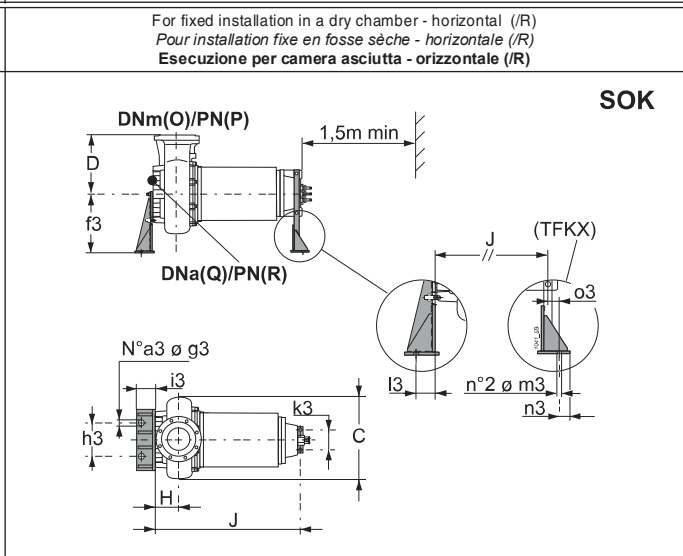 For fixed installation in a dry chamber - horizontal (/R)
Pour installation fixe en fosse sèche - horizontale (/R)
Esecuzione per camera asciutta - orizzontale (/R)
SOK
DNm(O)/PN(P)
1,5m min
D
f3
DNa(Q)/PN(R)
J
(TFKX)
o3
l3
n°2 ø m3
n3
N°a3 ø g3
i3
k3
h3
C
H
J